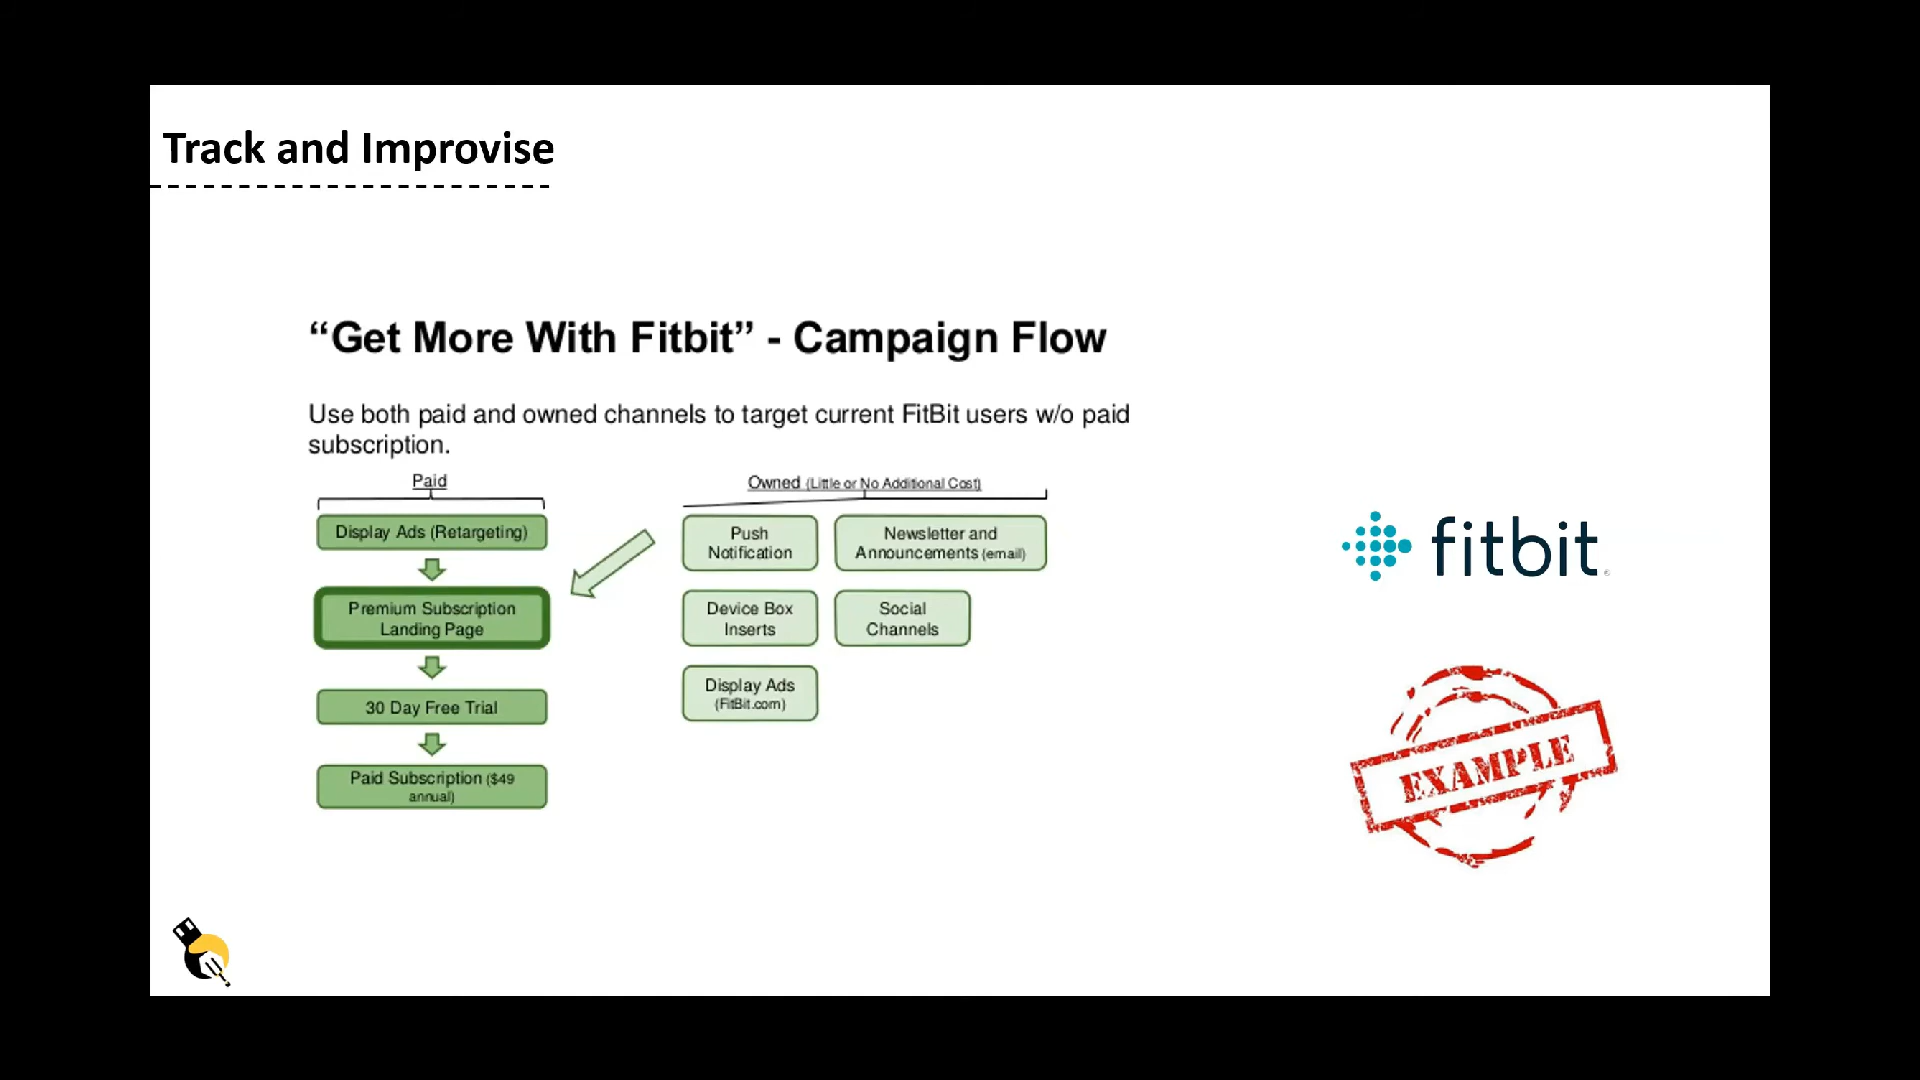 Track and Improvise
“Get More With Fitbit” - Campaign Flow
Use both paid and owned channels to target current FitBit users w/o paid
subscription.
Paid
Display Ads (Retargeting)
Premium Subscription
Landing Page
30 Day Free Trial
Paid Subscription ($49
annual)
Owned (Little or No Additional Cost)
Push
Notification
Newsletter and
Announcements (email)
Device Box
Inserts
Social
Channels
Display Ads
(FitBit.com)
fitbit
EXAMPLE